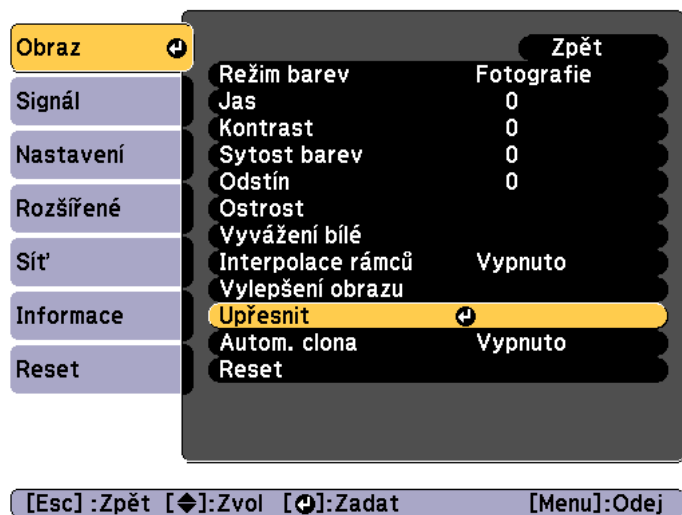 Obraz
Signál
Nastavení
Rozšířené
Síť
Informace
Reset
Zpět
Režim barev Fotografie
Jas 0
Kontrast 0
Sytost barev 0
Odstín 0
Ostrost
Vyvážení bílé
Interpolace rámců Vypnuto
Vylepšení obrazu
Upřesnit
Autom. clona Vypnuto
Reset
[Esc] :Zpět [◆]:Zvol [⏎]:Zadat [Menu]:Odej